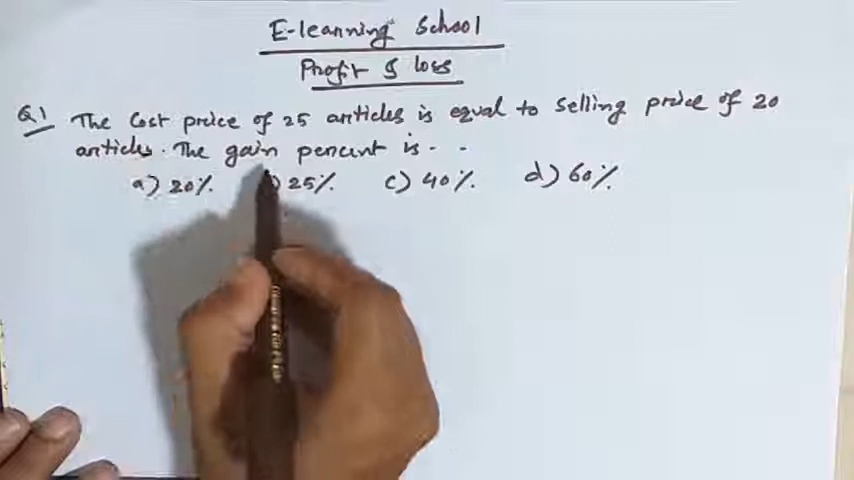 E-learning School
Profit & loss
Q1 The Cost price of 25 articles is equal to Selling price of 20
articles. The gain percent is. .
a) 20% ) 25% c) 40% d) 60%